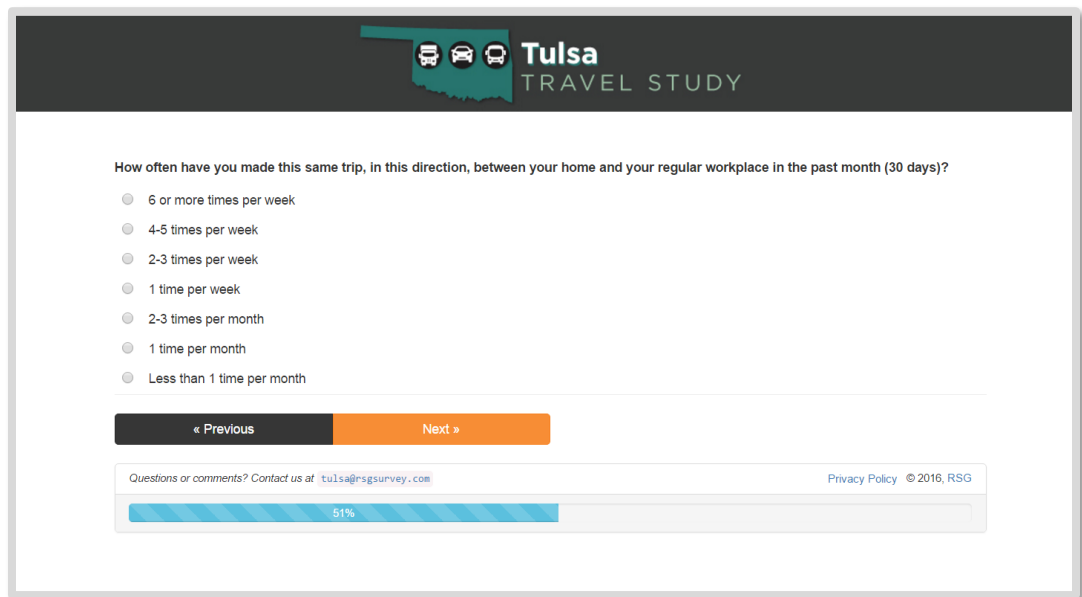 Tulsa
TRAVEL STUDY
How often have you made this same trip, in this direction, between your home and your regular workplace in the past month (30 days)?
6 or more times per week
4-5 times per week
2-3 times per week
1 time per week
2-3 times per month
1 time per month
Less than 1 time per month
« Previous Next »
Questions or comments? Contact us at tulsa@rsgsurvey.com Privacy Policy © 2016, RSG
51%